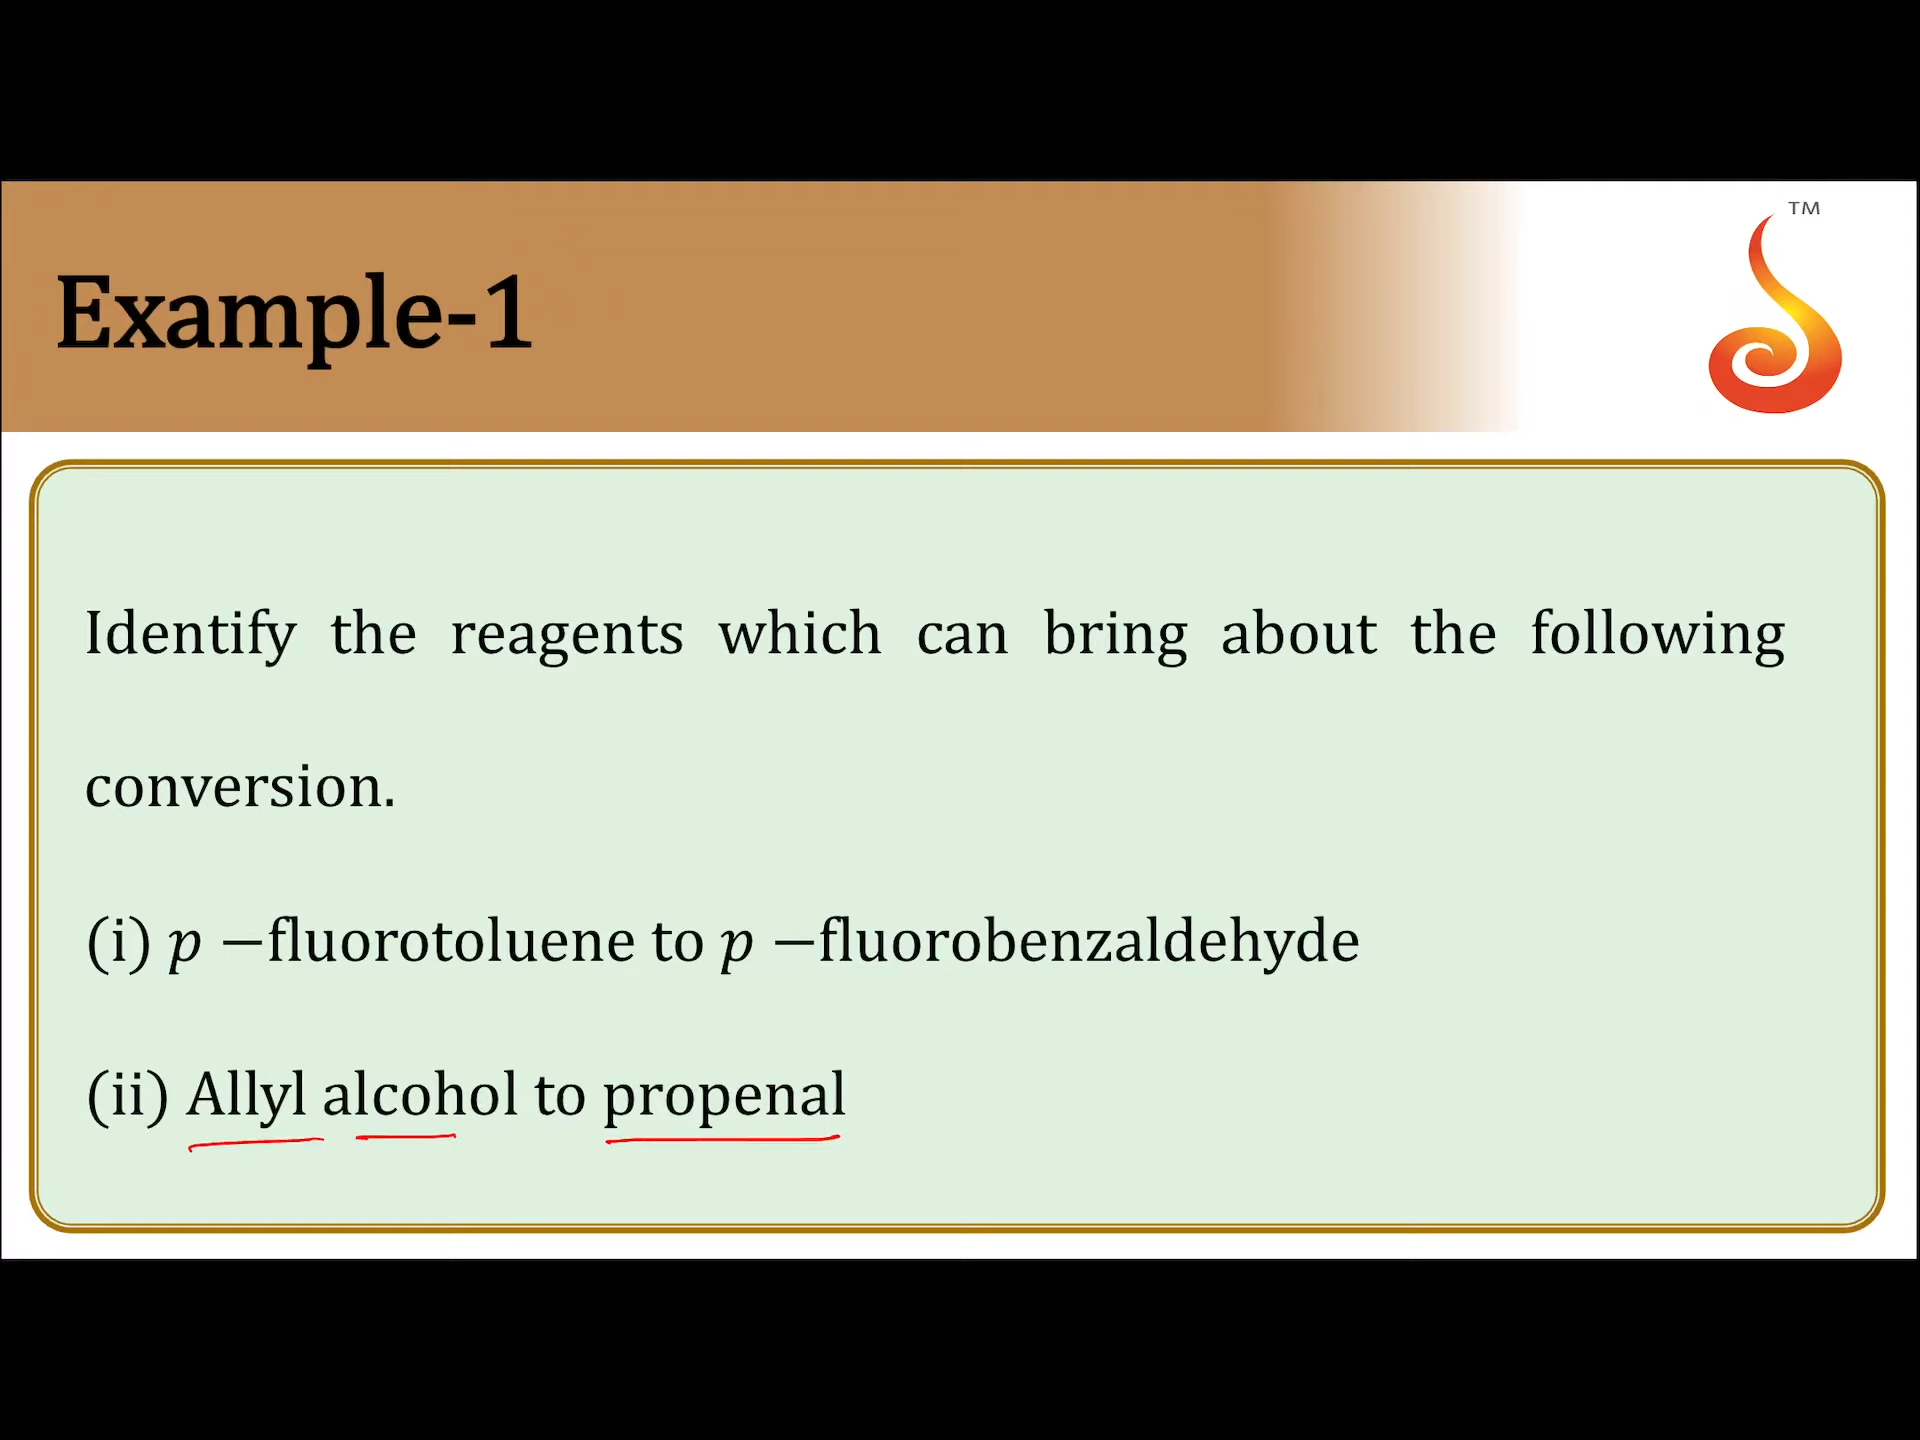 TM
Example-1
Identify the reagents which can bring about the following
conversion.
(i) p −fluorotoluene to p −fluorobenzaldehyde
(ii) Allyl alcohol to propenal